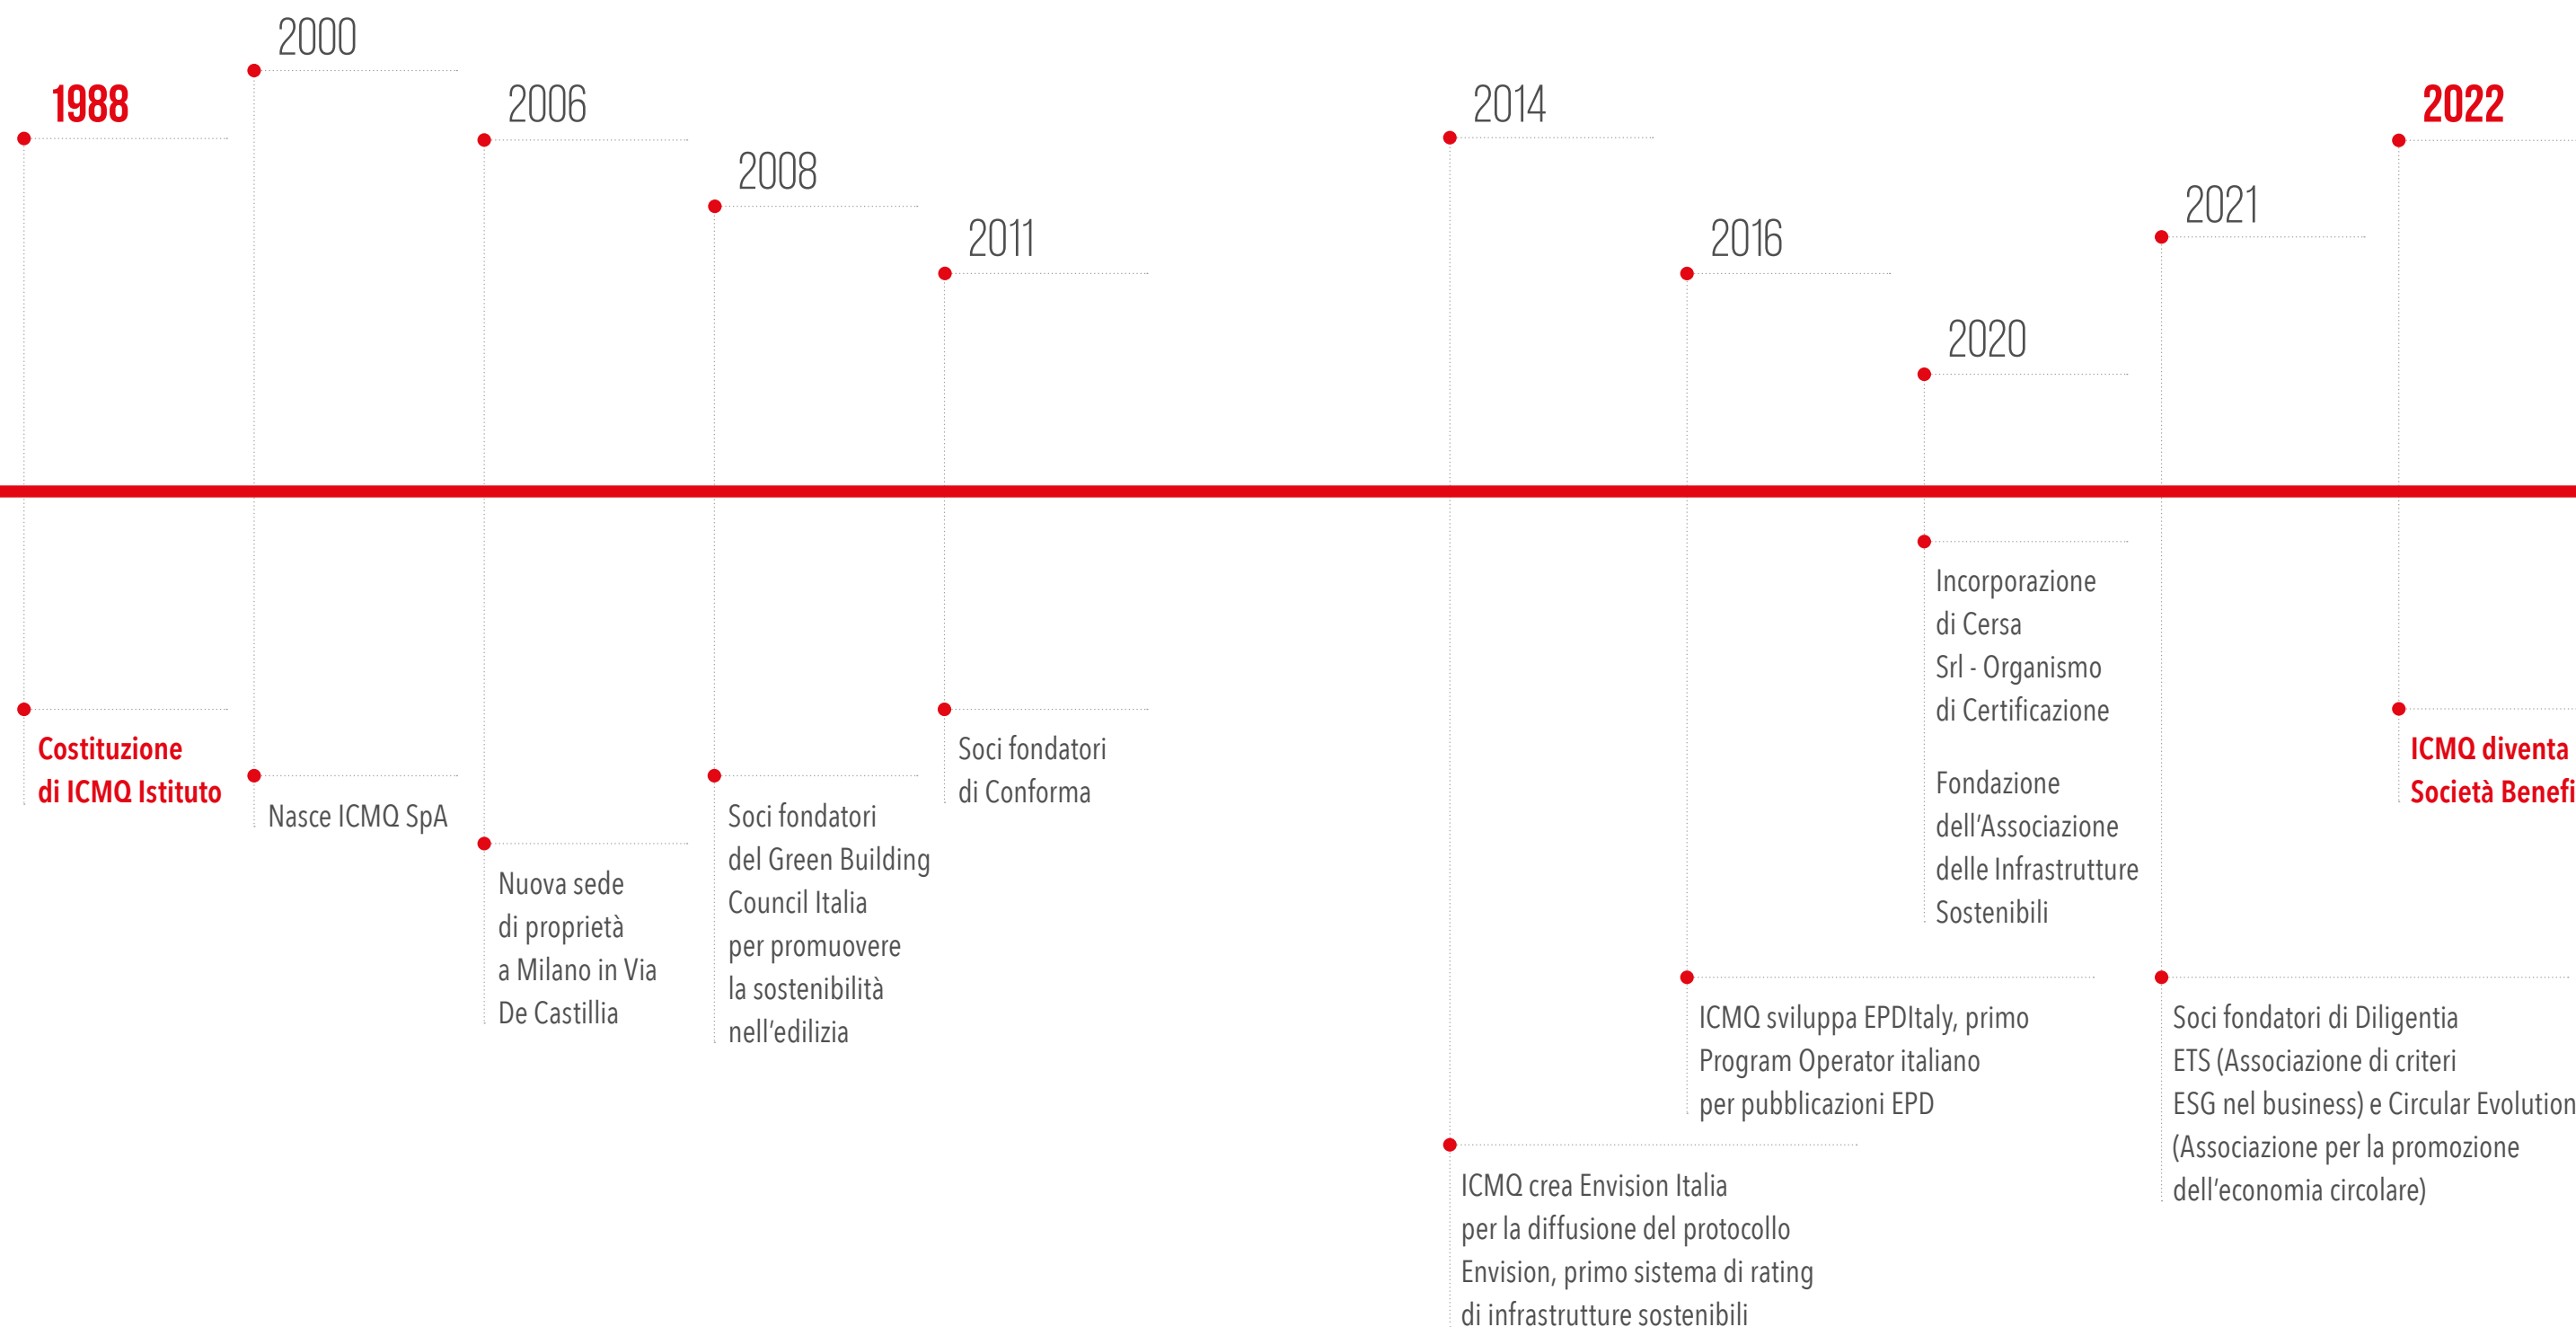 1988
Costituzione
di ICMQ Istituto
2000
Nasce ICMQ SpA
2006
Nuova sede
di proprietà
a Milano in Via
De Castillia
2008
Soci fondatori
del Green Building
Council Italia
per promuovere
la sostenibilità
nell'edilizia
2011
Soci fondatori
di Conforma
2014
ICMQ crea Envision Italia
per la diffusione del protocollo
Envision, primo sistema di rating
di infrastutture sostenibili
2016
ICMQ sviluppa EPDItaly, primo
Program Operator italiano
per pubblicazioni EPD
2020
Incorporazione
di Cersa
Srl - Organismo
di Certificazione
Fondazione
dell'Associazione
delle Infrastrutture
Sostenibili
2021
Soci fondatori di Diligentia
ETS (Associazione di criteri
ESG nel business) e Circular Evolution
(Associazione per la promozione
dell'economia circolare)
2022
ICMQ diventa
Società Benefi